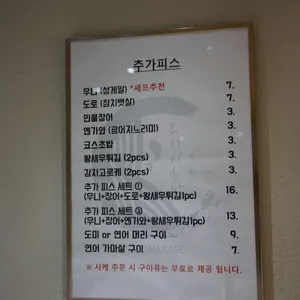 추가피스
우니 (성게알) *셰프추천 7.
도로 (참치뱃살) 7.
민물장어 3.
엔가와 (광어지느러미) 3.
코스초밥 3.
왕새우튀김 (2pcs) 3.
감자고로케 (2pcs) 3.
추가 피스 세트 ① 16.
(우니+장어+도로+왕새우튀김1pc)
추가 피스 세트 ② 13.
(우니+장어+엔가와+왕새우튀김1pc)
도미 or 연어 머리 구이 9.
연어 가마살 구이 7.
※ 사케 주문 시 구이류는 무료로 제공 됩니다.